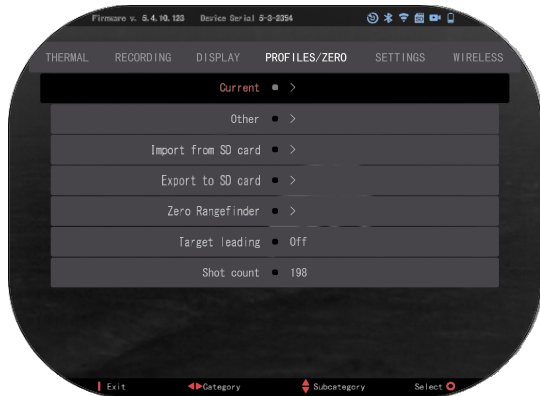 Firmware v. 5.4.10.123 Device Serial 5-3-2354
THERMAL RECORDING DISPLAY PROFILES/ZERO SETTINGS WIRELESS
Current >
Other >
Import from SD card >
Export to SD card >
Zero Rangefinder >
Target leading Off
Shot count 198
Exit Category Subcategory Select